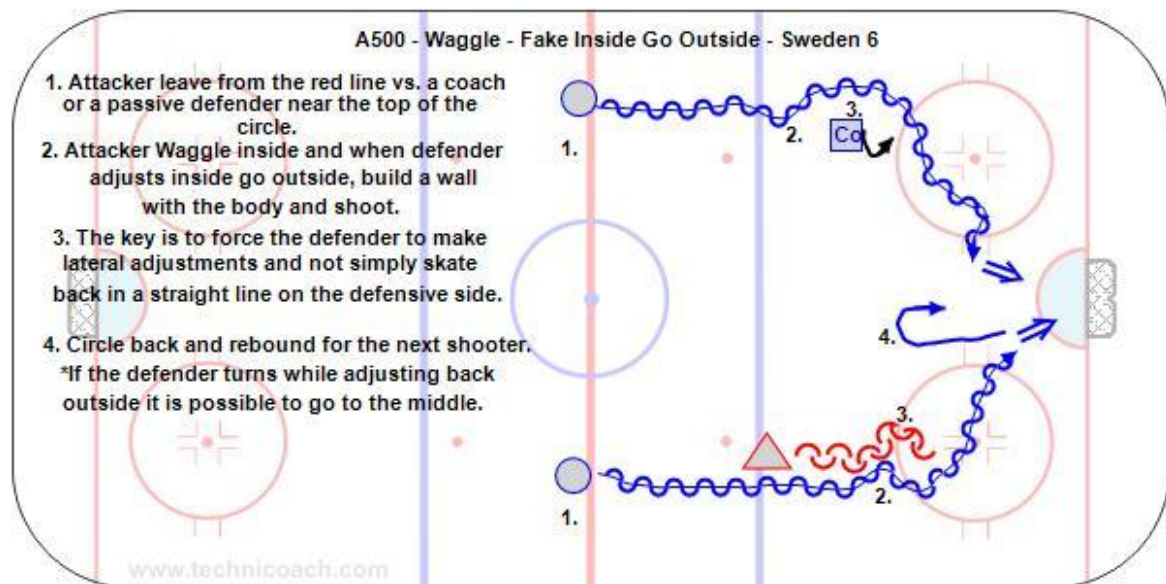 A500 - Waggle - Fake Inside Go Outside - Sweden 6
1. Attacker leave from the red line vs. a coach
or a passive defender near the top of the
circle.
2. Attacker Waggle inside and when defender
adjusts inside go outside, build a wall
with the body and shoot.
3. The key is to force the defender to make
lateral adjustments and not simply skate
back in a straight line on the defensive side.
4. Circle back and rebound for the next shooter.
*If the defender turns while adjusting back
outside it is possible to go to the middle.
1.
2.
3.
Co
4.
3.
2.
1.
www.technicoach.com